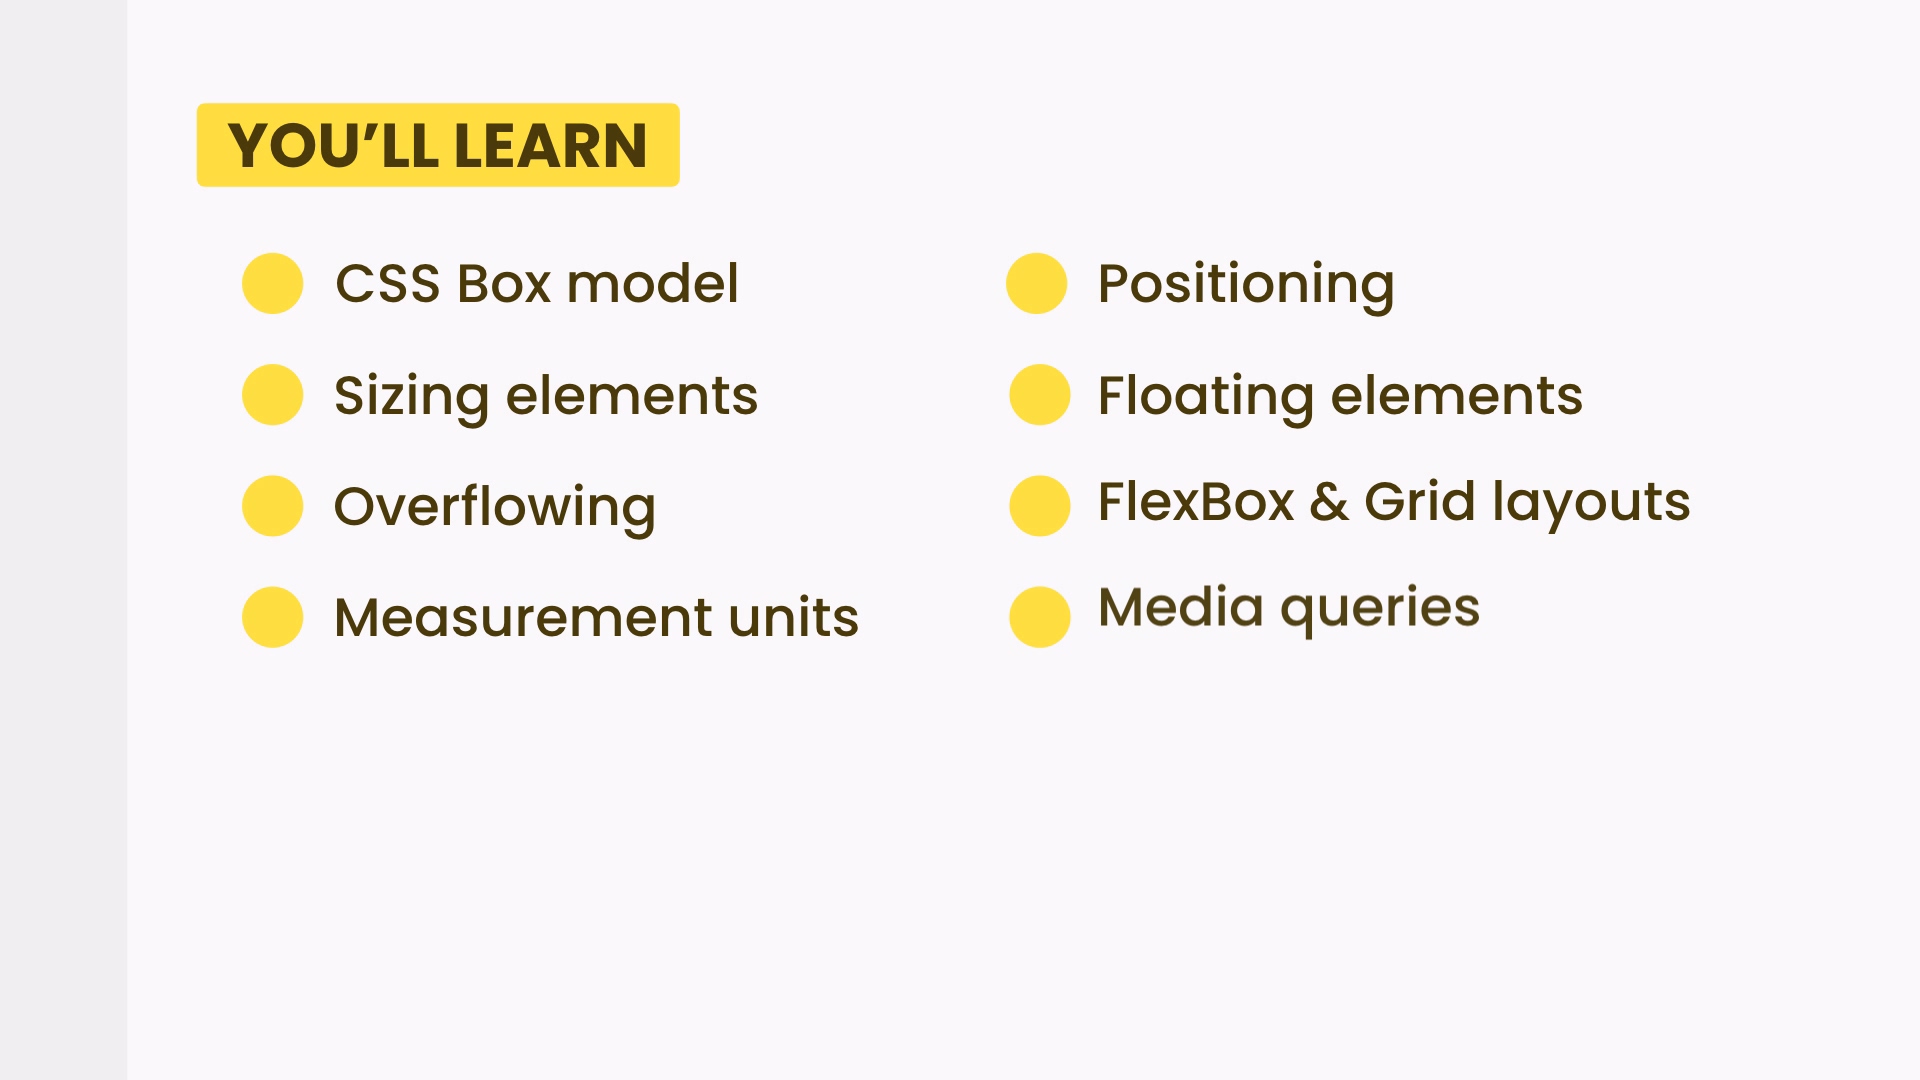 YOU’LL LEARN
CSS Box model
Sizing elements
Overflowing
Measurement units
Positioning
Floating elements
FlexBox & Grid layouts
Media queries